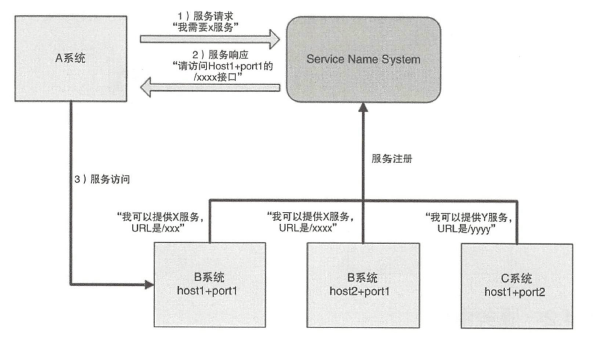 1）服务请求
“我需要x服务”
A系统
2）服务响应
“请访问Host1+port1的
/xxxx接口”
Service Name System
服务注册
3）服务访问
“我可以提供X服务，
URL是/xxx”
“我可以提供X服务，
URL是/xxxx”
“我可以提供Y服务，
URL是/yyyy”
B系统
host1+port1
B系统
host2+port1
C系统
host1+port2